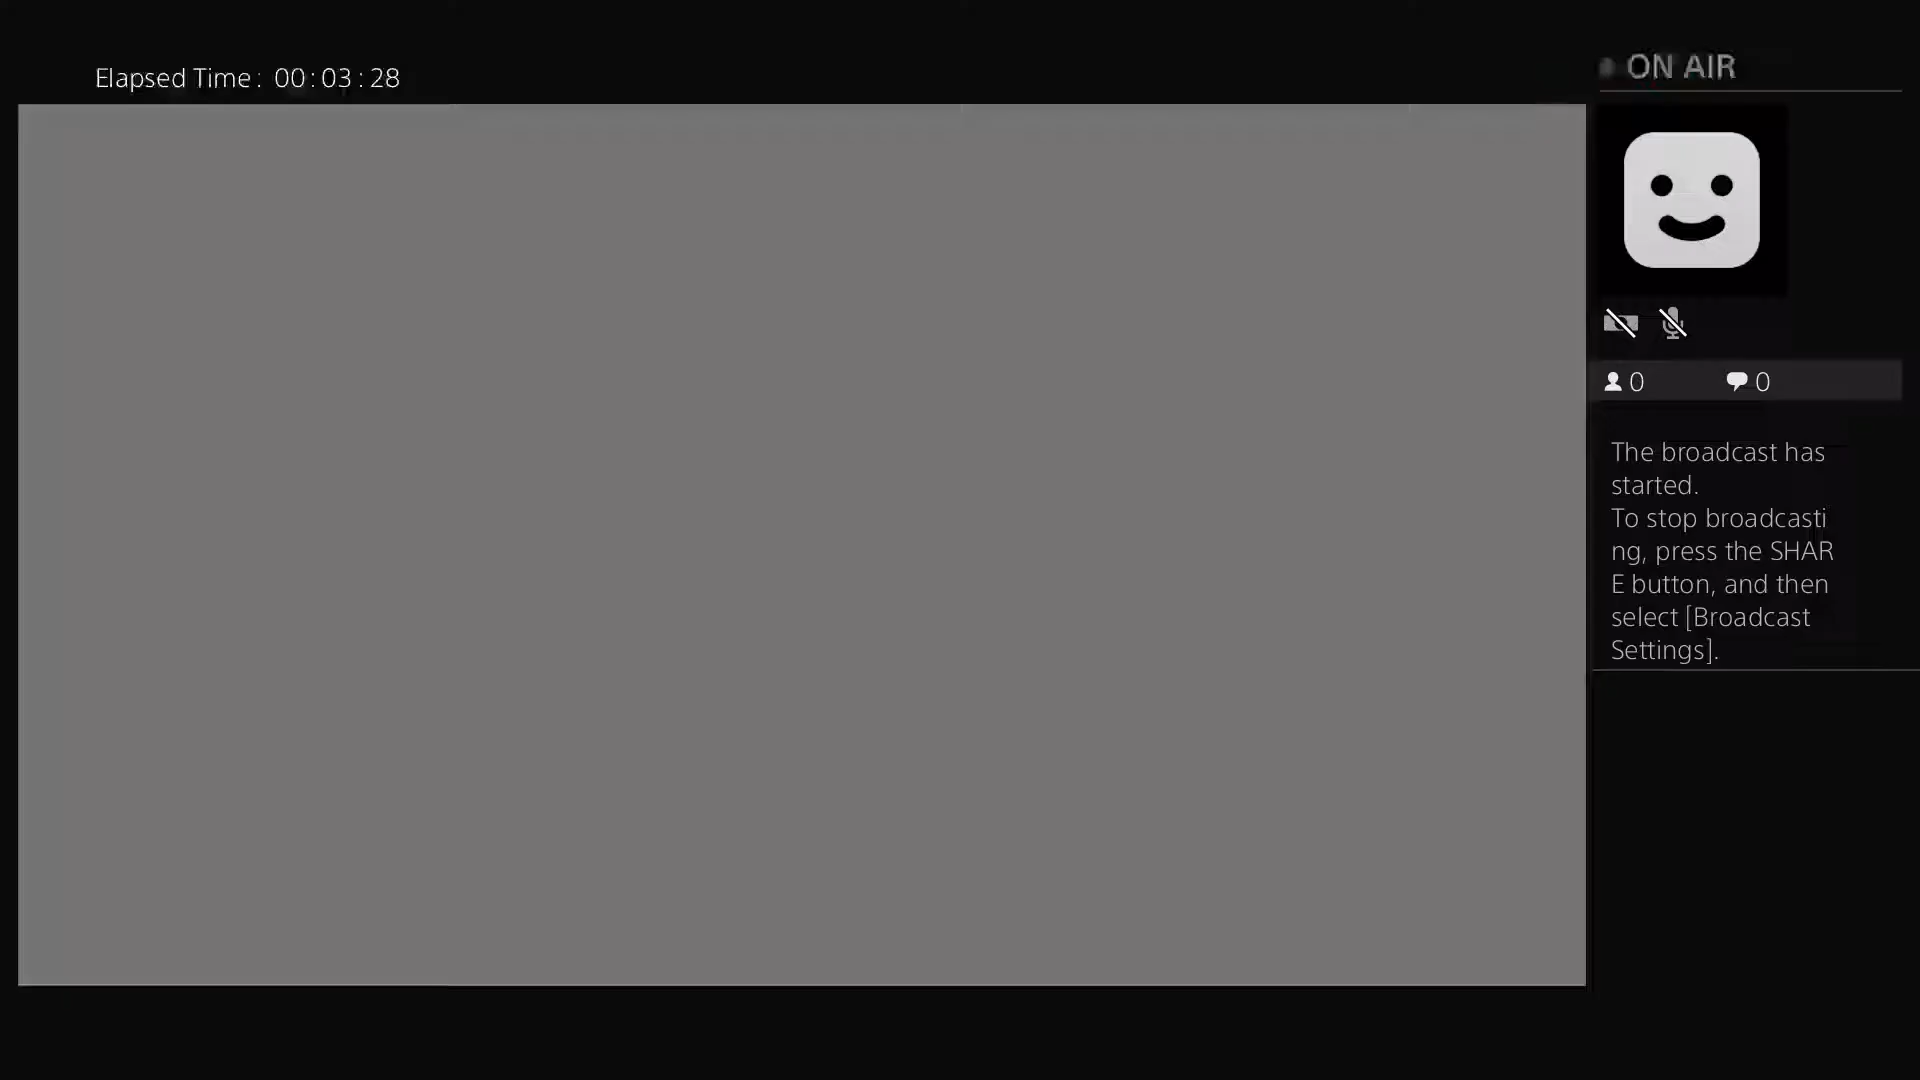 Elapsed Time: 00:03:28
ON AIR
0 0
The broadcast has
started.
To stop broadcasti
ng, press the SHAR
E button, and then
select [Broadcast
Settings].